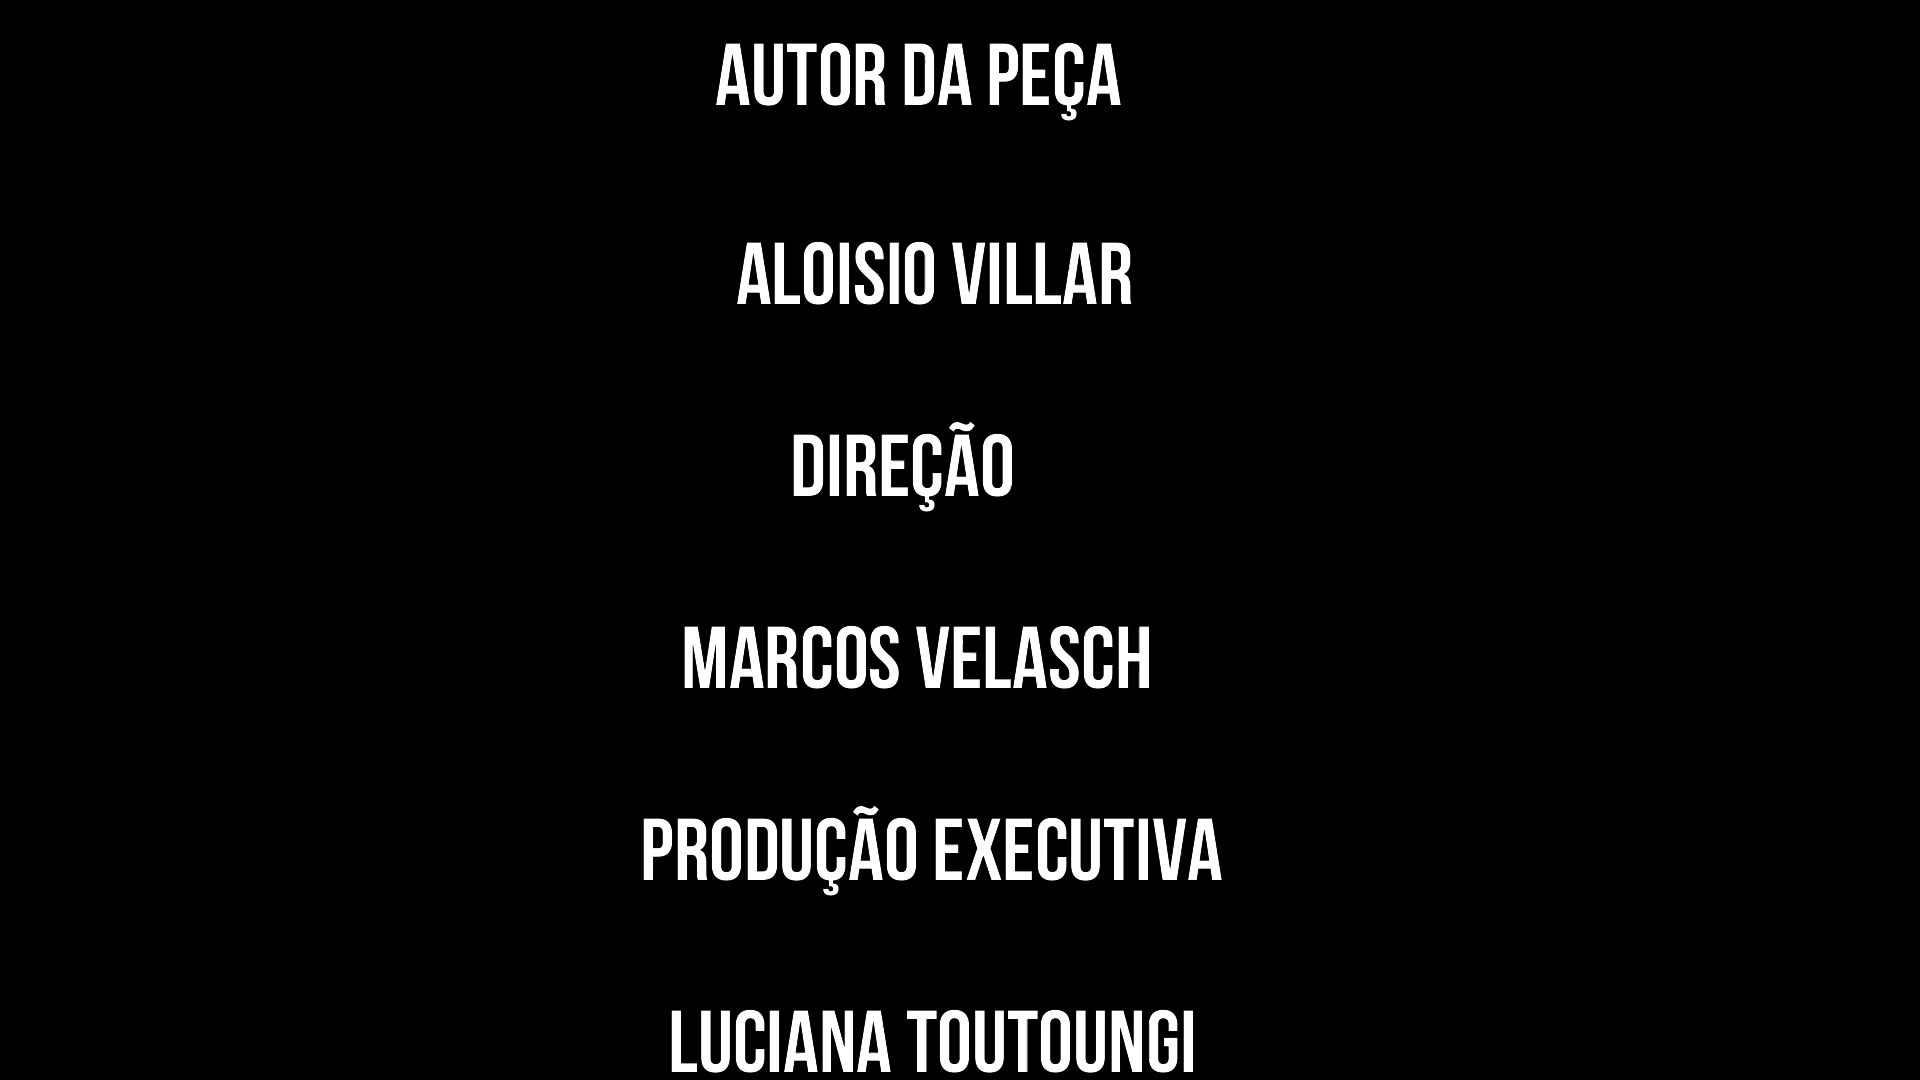 AUTOR DA PEÇA
ALOISIO VILLAR
DIREÇÃO
MARCOS VELASCH
PRODUÇÃO EXECUTIVA
LUCIANA TOUTOUNGI